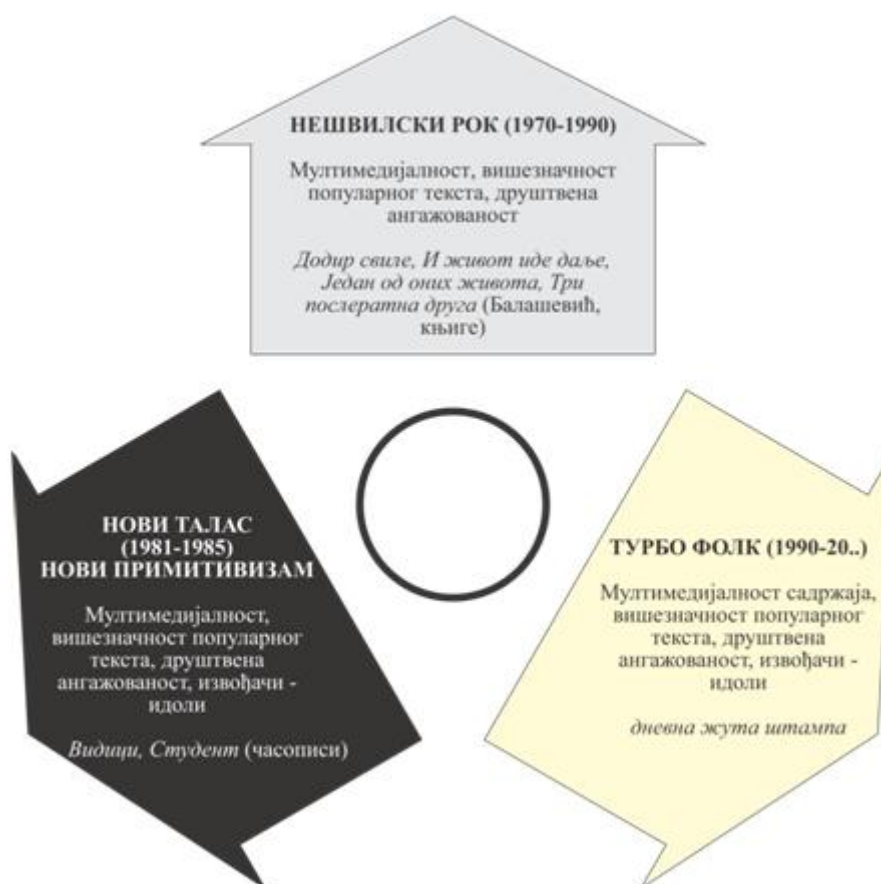 НЕШВИЛСКИ РОК (1970-1990)
Мултимедијалност, вишезначност
популарног текста, друштвена
ангажованост
Додир свиле, И живот иде даље,
Један од оних живота, Три
послератна друга (Балашевић,
књиге)
НОВИ ТАЛАС
(1981-1985)
НОВИ ПРИМИТИВИЗАМ
Мултимедијалност,
вишезначност популарног
текста, друштвена
ангажованост, извођачи -
идоли
Видици, Студент (часописи)
ТУРБО ФОЛК (1990-20..)
Мултимедијалност садржаја,
вишезначност популарног
текста, друштвена
ангажованост, извођачи -
идоли
дневна жута штампа